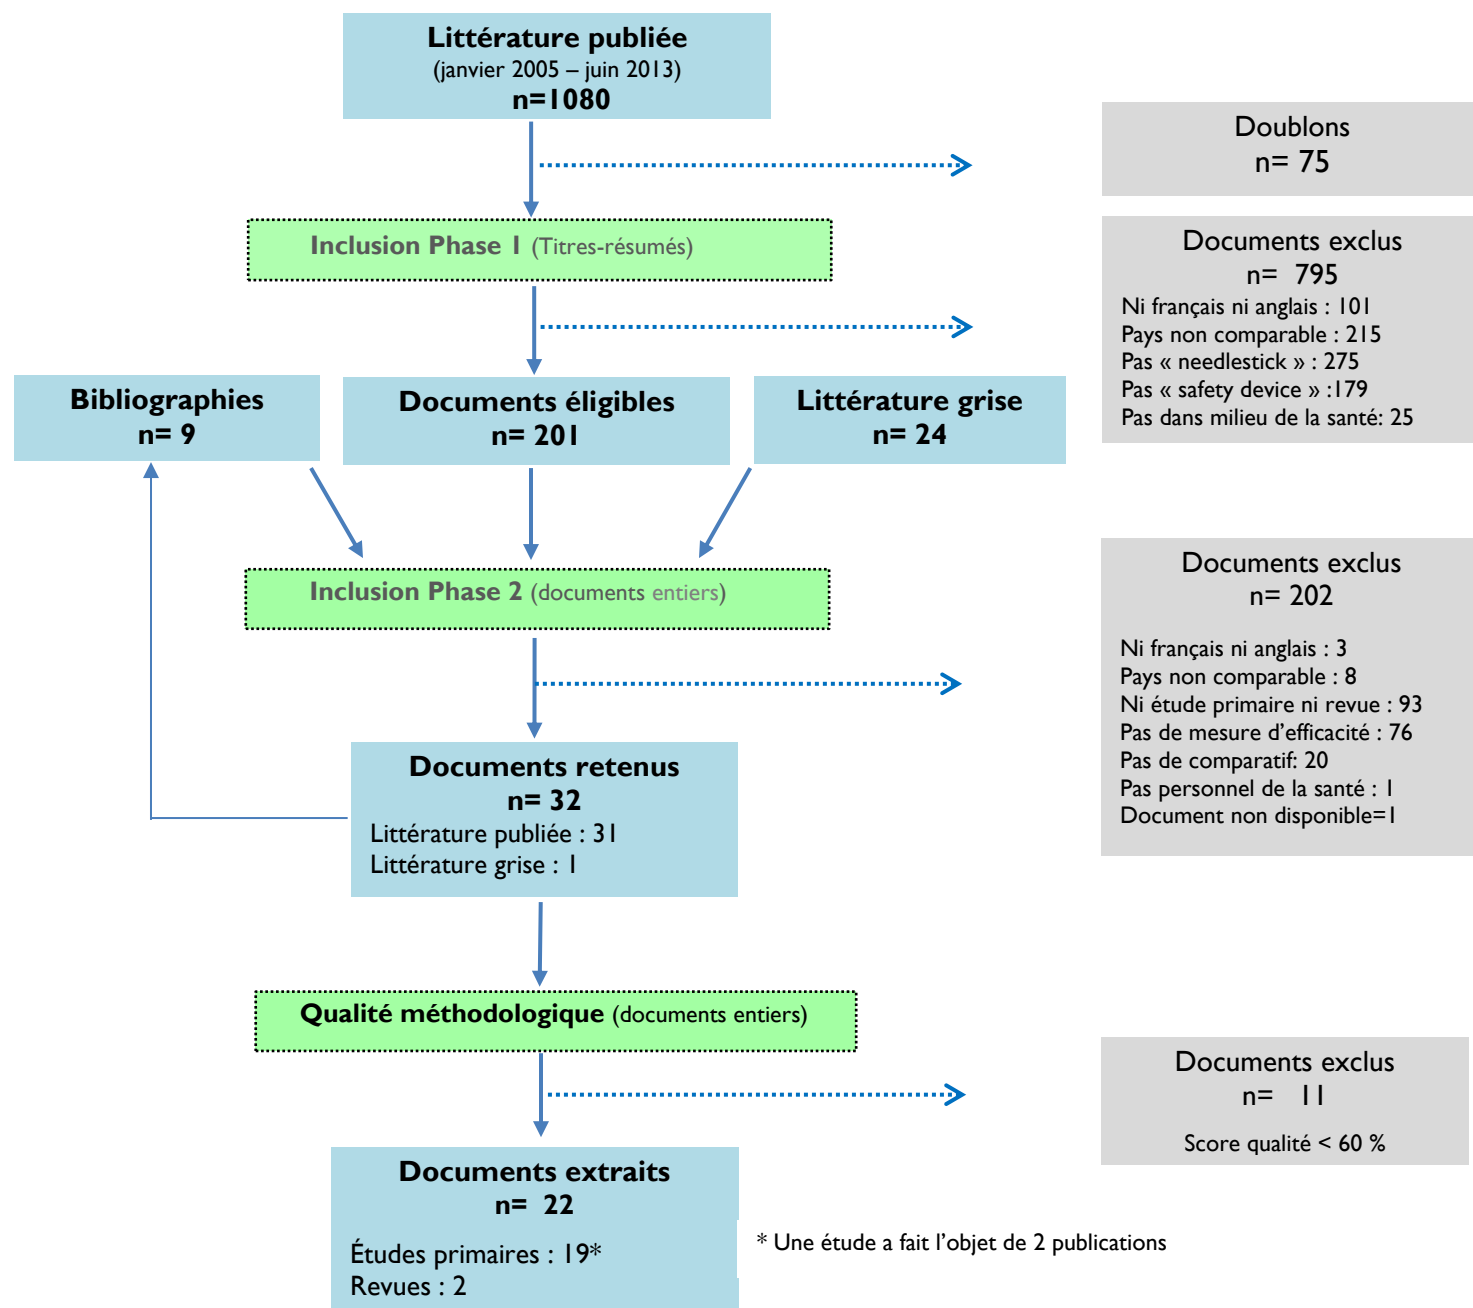 Littérature publiée
(janvier 2005 – juin 2013)
n=1080
Doublons
n= 75
Inclusion Phase 1 (Titres-résumés)
Documents exclus
n= 795
Ni français ni anglais : 101
Pays non comparable : 215
Pas « needlestick » : 275
Pas « safety device » :179
Pas dans milieu de la santé: 25
Bibliographies
n= 9
Documents éligibles
n= 201
Littérature grise
n= 24
Inclusion Phase 2 (documents entiers)
Documents exclus
n= 202
Ni français ni anglais : 3
Pays non comparable : 8
Ni étude primaire ni revue : 93
Pas de mesure d’efficacité : 76
Pas de comparatif: 20
Pas personnel de la santé : 1
Document non disponible=1
Documents retenus
n= 32
Littérature publiée : 31
Littérature grise : 1
Qualité méthodologique (documents entiers)
Documents exclus
n= 11
Score qualité < 60 %
Documents extraits
n= 22
Études primaires : 19*
Revues : 2
* Une étude a fait l’objet de 2 publications